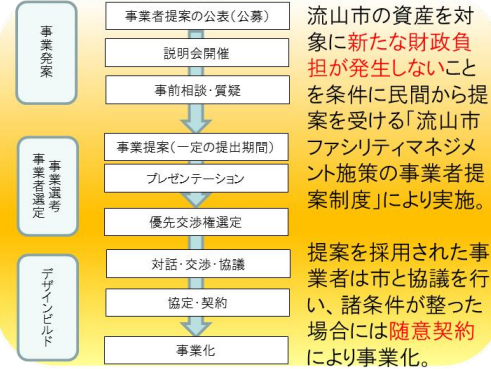 事業発案
事業者提案の公表（公募）
説明会開催
事前相談・質疑
事業選考
事業者選定
事業提案（一定の提出期間）
プレゼンテーション
優先交渉権選定
デザインビルド
対話・交渉・協議
協定・契約
事業化
流山市の資産を対
象に新たな財政負
担が発生しないこと
を条件に民間から提
案を受ける「流山市
ファシリティマネジメ
ント施策の事業者提
案制度」により実施。
提案を採用された事
業者は市と協議を行
い、諸条件が整った
場合には随意契約
により事業化。